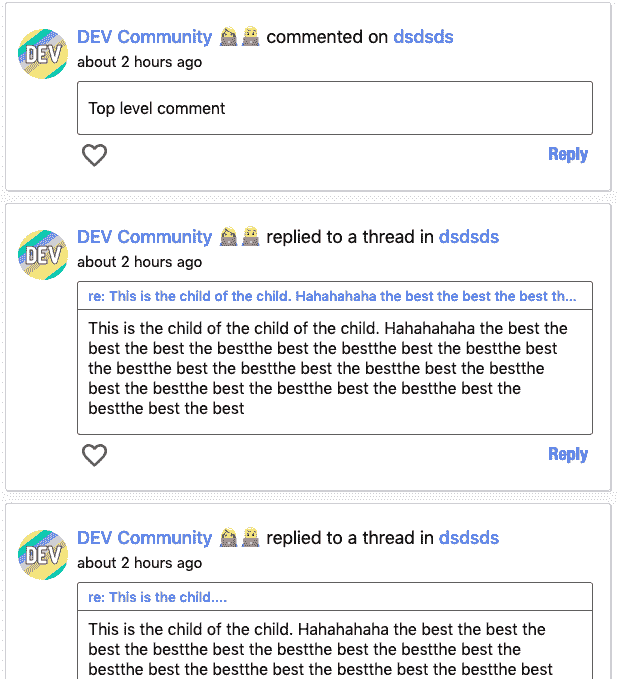 DEV Community 👩‍💻👨‍💻 commented on dsdsds
DEV
about 2 hours ago
Top level comment
Reply
DEV Community 👩‍💻👨‍💻 replied to a thread in dsdsds
DEV
about 2 hours ago
re: This is the child of the child. Hahahahaha the best the best the best th...
This is the child of the child of the child. Hahahahaha the best the
best the best the bestthe best the bestthe best the bestthe best
the bestthe best the bestthe best the bestthe best the bestthe
best the bestthe best the bestthe best the bestthe best the
bestthe best the best
Reply
DEV Community 👩‍💻👨‍💻 replied to a thread in dsdsds
DEV
about 2 hours ago
re: This is the child....
This is the child of the child. Hahahahaha the best the best the
best the bestthe best the bestthe best the bestthe best the
bestthe best the bestthe best the bestthe best the bestthe best